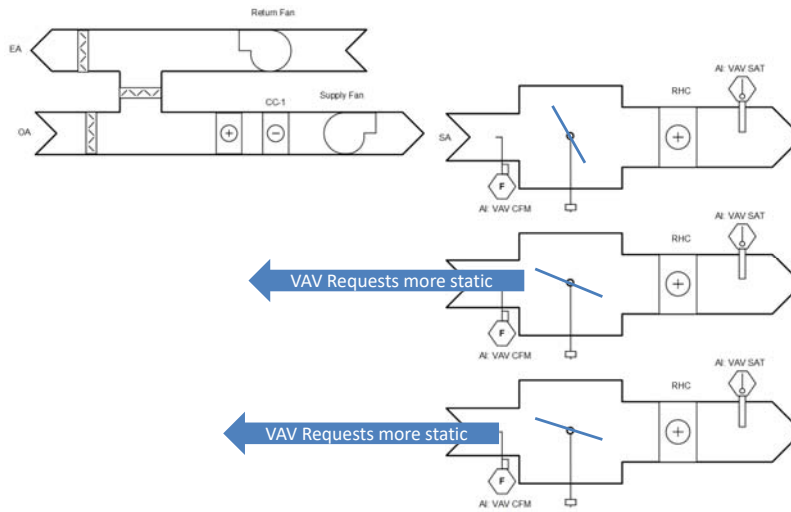 Return Fan
EA
CC-1
Supply Fan
OA
+
−
AI: VAV SAT
RHC
SA
+
F
AI: VAV CFM
AI: VAV SAT
RHC
VAV Requests more static
+
F
AI: VAV CFM
AI: VAV SAT
RHC
VAV Requests more static
+
F
AI: VAV CFM